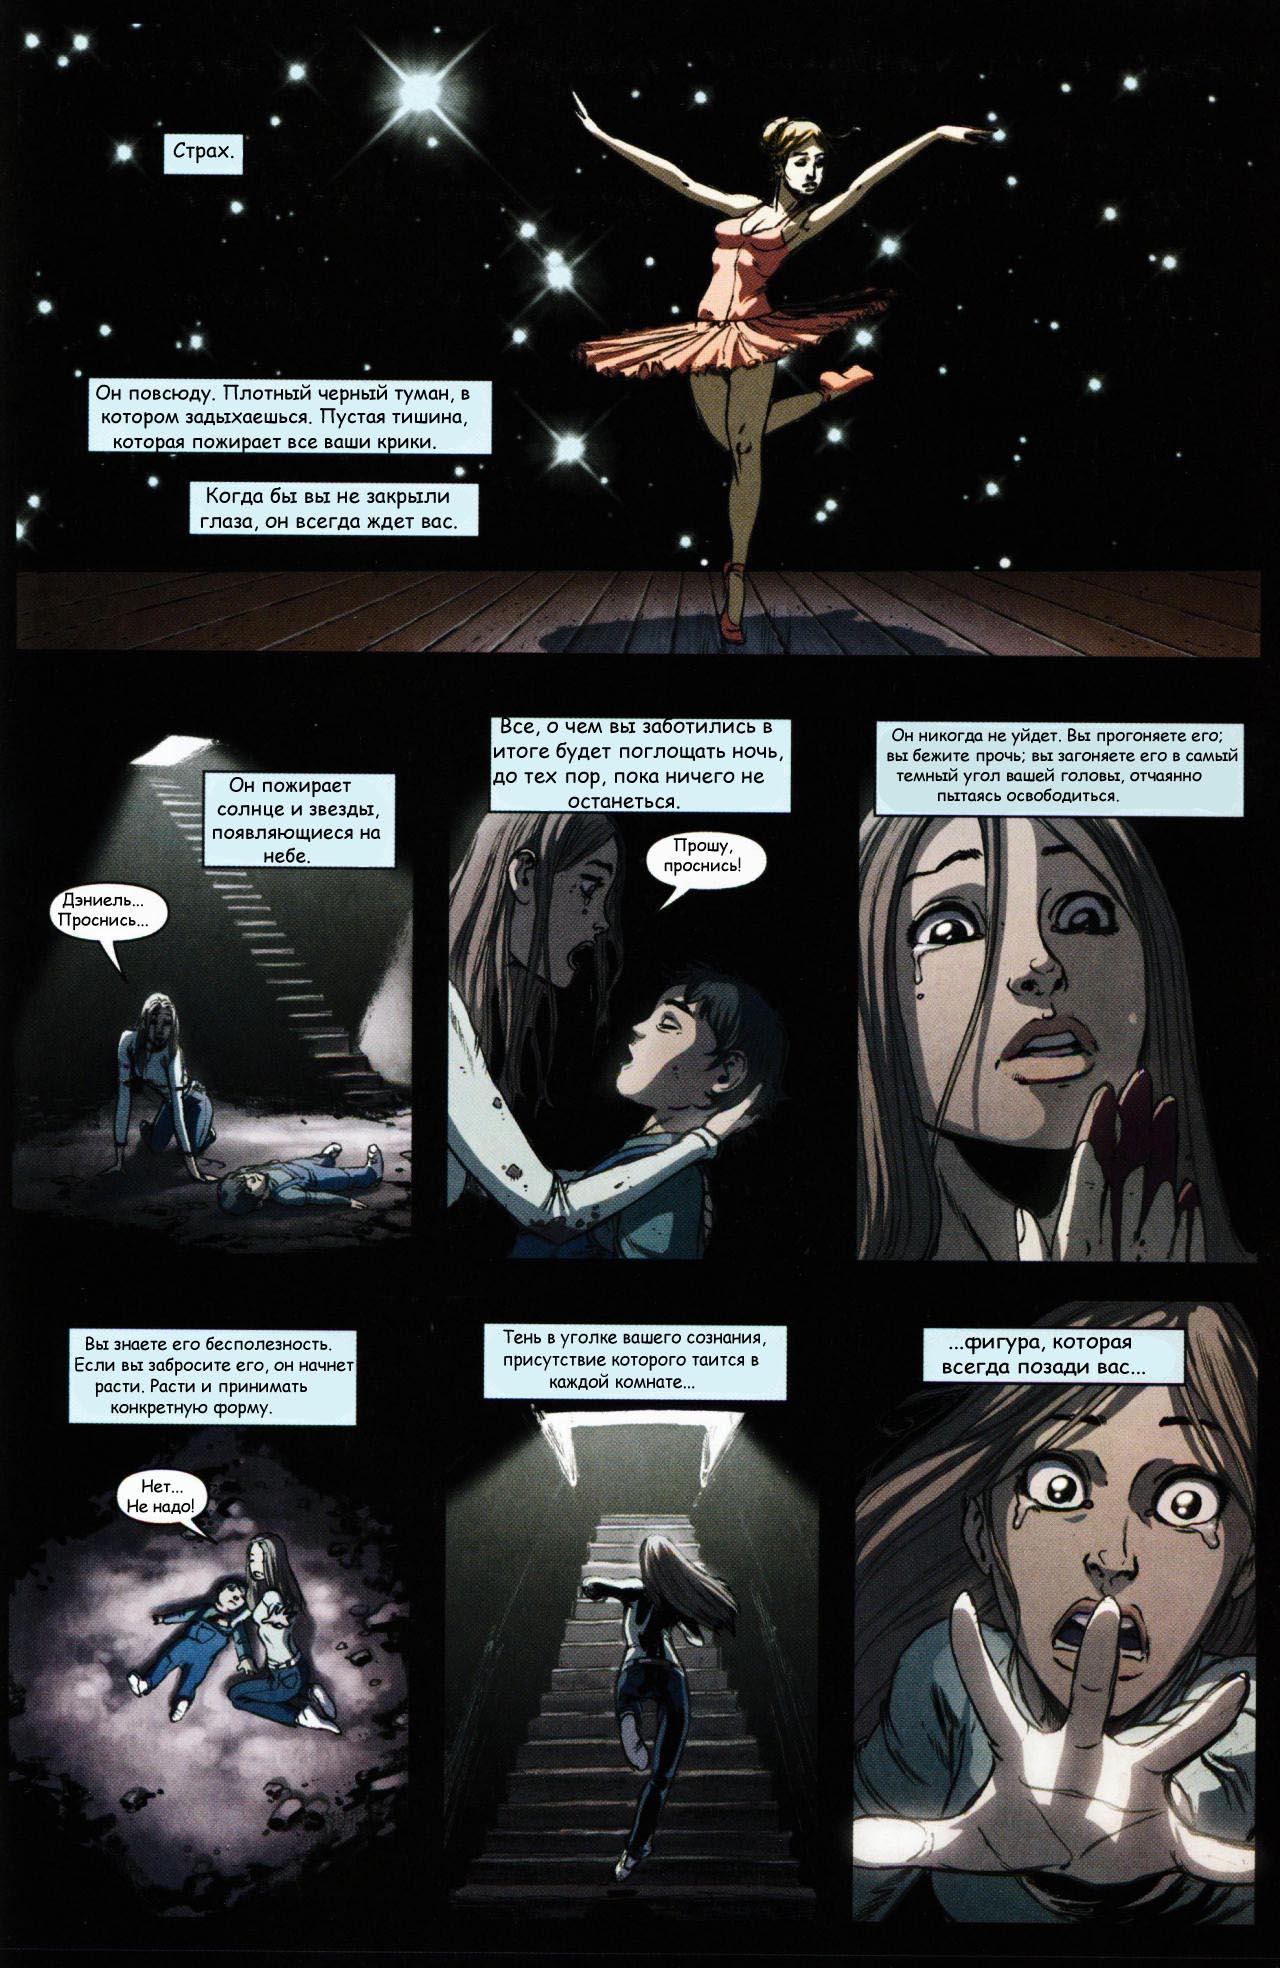 Страх.
Он повсюду. Плотный черный туман, в
котором задыхаешься. Пустая тишина,
которая пожирает все ваши крики.
Когда бы вы не закрыли
глаза, он всегда ждет вас.
Он пожирает
солнце и звезды,
появляющиеся на
небе.
Дэниель...
Проснись...
Все, о чем вы заботились в
итоге будет поглощать ночь,
до тех пор, пока ничего не
останеться.
Прошу,
проснись!
Он никогда не уйдет. Вы прогоняете его;
вы бежите прочь; вы загоняете его в самый
темный угол вашей головы, отчаянно
пытаясь освободиться.
Вы знаете его бесполезность.
Если вы забросите его, он начнет
расти. Расти и принимать
конкретную форму.
Нет...
Не надо!
Тень в уголке вашего сознания,
присутствие которого таится в
каждой комнате...
...фигура, которая
всегда позади вас...